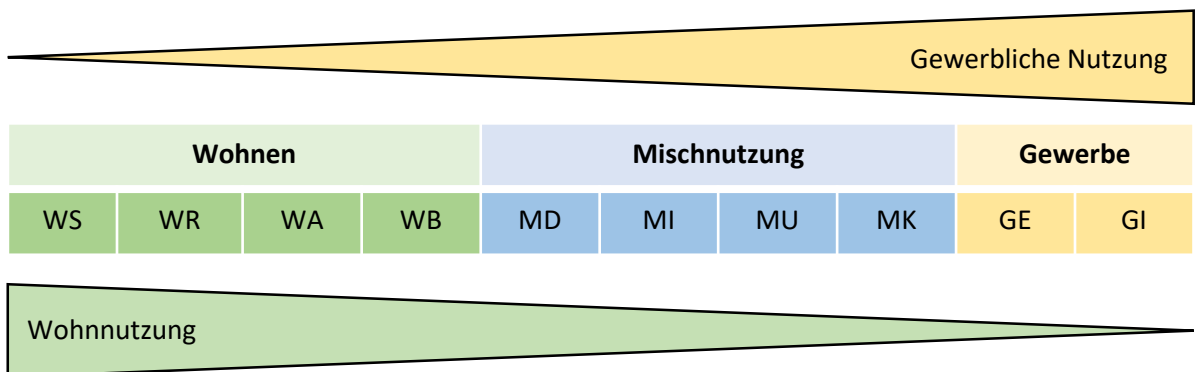 Gewerbliche Nutzung
Wohnen Mischnutzung Gewerbe
WS WR WA WB MD MI MU MK GE GI
Wohnnutzung